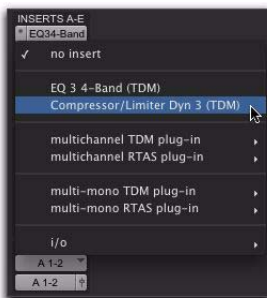 INSERTS A-E
EQ34-Band
✓ no insert
EQ 3 4-Band (TDM)
Compressor/Limiter Dyn 3 (TDM)
multichannel TDM plug-in
multichannel RTAS plug-in
multi-mono TDM plug-in
multi-mono RTAS plug-in
i/o
A 1-2
A 1-2